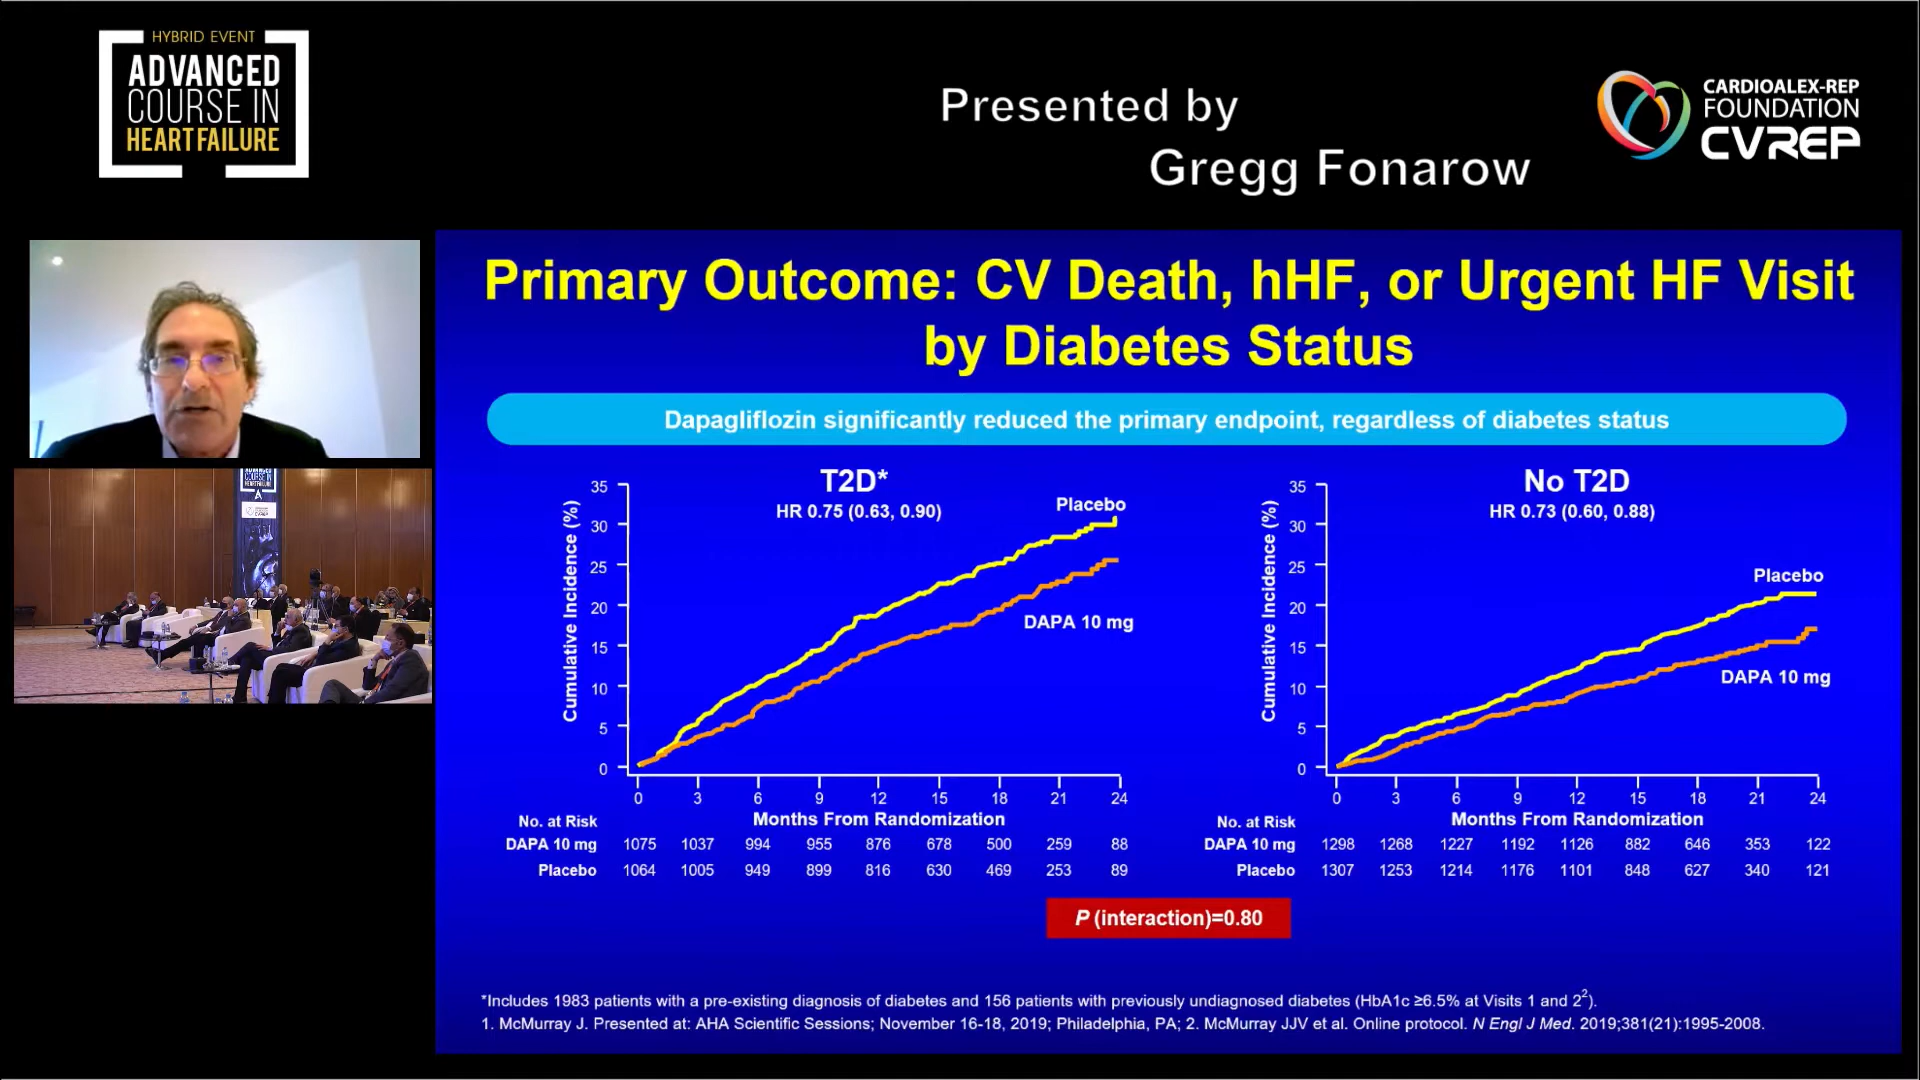 HYBRID EVENT
ADVANCED
COURSE IN
HEART FAILURE
Presented by
Gregg Fonarow
CARDIOALEX-REP
FOUNDATION
CVREP
Primary Outcome: CV Death, hHF, or Urgent HF Visit
by Diabetes Status
Dapagliflozin significantly reduced the primary endpoint, regardless of diabetes status
T2D*
HR 0.75 (0.63, 0.90)
Placebo
DAPA 10 mg
Cumulative Incidence (%)
35
30
25
20
15
10
5
0
0 3 6 9 12 15 18 21 24
Months From Randomization
No. at Risk
DAPA 10 mg 1075 1037 994 955 876 678 500 259 88
Placebo 1064 1005 949 899 816 630 469 253 89
No T2D
HR 0.73 (0.60, 0.88)
Placebo
DAPA 10 mg
Cumulative Incidence (%)
35
30
25
20
15
10
5
0
0 3 6 9 12 15 18 21 24
Months From Randomization
No. at Risk
DAPA 10 mg 1298 1268 1227 1192 1126 882 646 353 122
Placebo 1307 1253 1214 1176 1101 848 627 340 121
P (interaction)=0.80
*Includes 1983 patients with a pre-existing diagnosis of diabetes and 156 patients with previously undiagnosed diabetes (HbA1c ≥6.5% at Visits 1 and 2²).
1. McMurray J. Presented at: AHA Scientific Sessions; November 16-18, 2019; Philadelphia, PA; 2. McMurray JJV et al. Online protocol. N Engl J Med. 2019;381(21):1995-2008.
ADVANCED
COURSE IN
HEART FAILURE